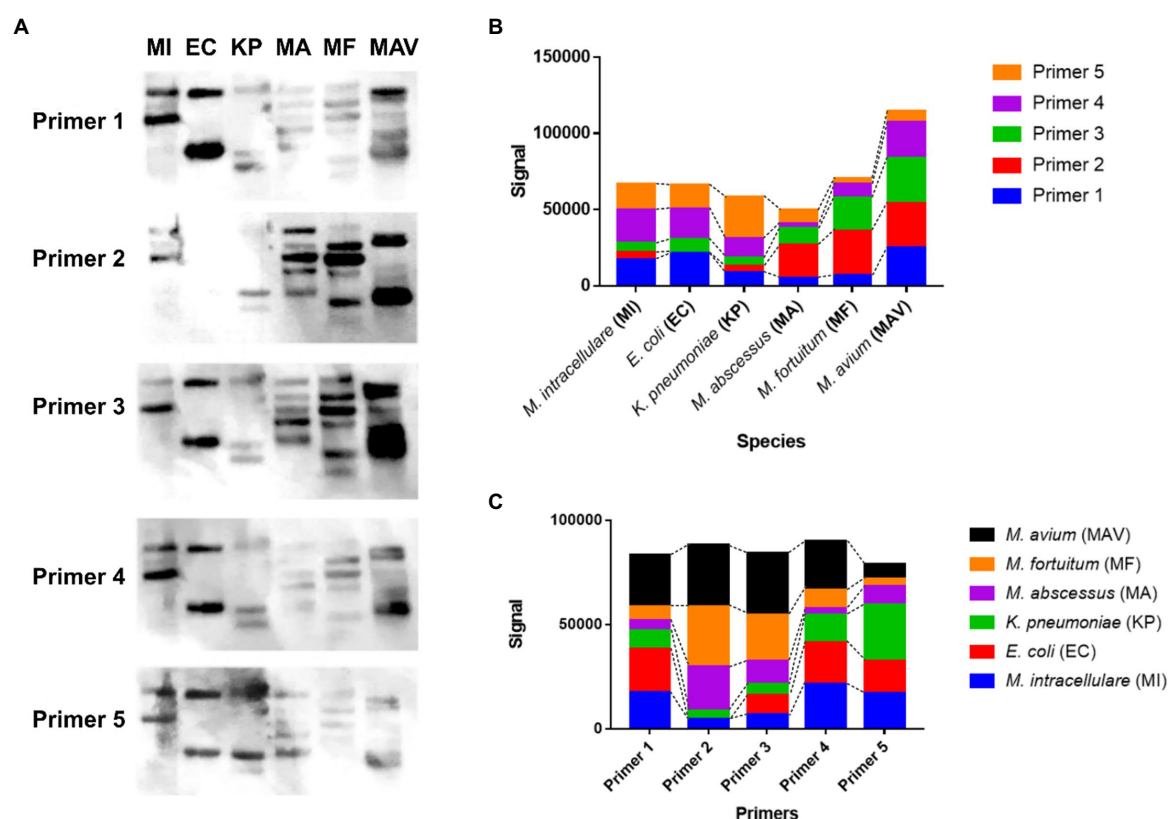 A
MI EC KP MA MF MAV
Primer 1
Primer 2
Primer 3
Primer 4
Primer 5
B
150000
100000
50000
0
Signal
M. intracellulare (MI)
E. coli (EC)
K. pneumoniae (KP)
M. abscessus (MA)
M. fortuitum (MF)
M. avium (MAV)
Species
Primer 5
Primer 4
Primer 3
Primer 2
Primer 1
C
100000
50000
0
Signal
Primer 1
Primer 2
Primer 3
Primer 4
Primer 5
Primers
M. avium (MAV)
M. fortuitum (MF)
M. abscessus (MA)
K. pneumoniae (KP)
E. coli (EC)
M. intracellulare (MI)